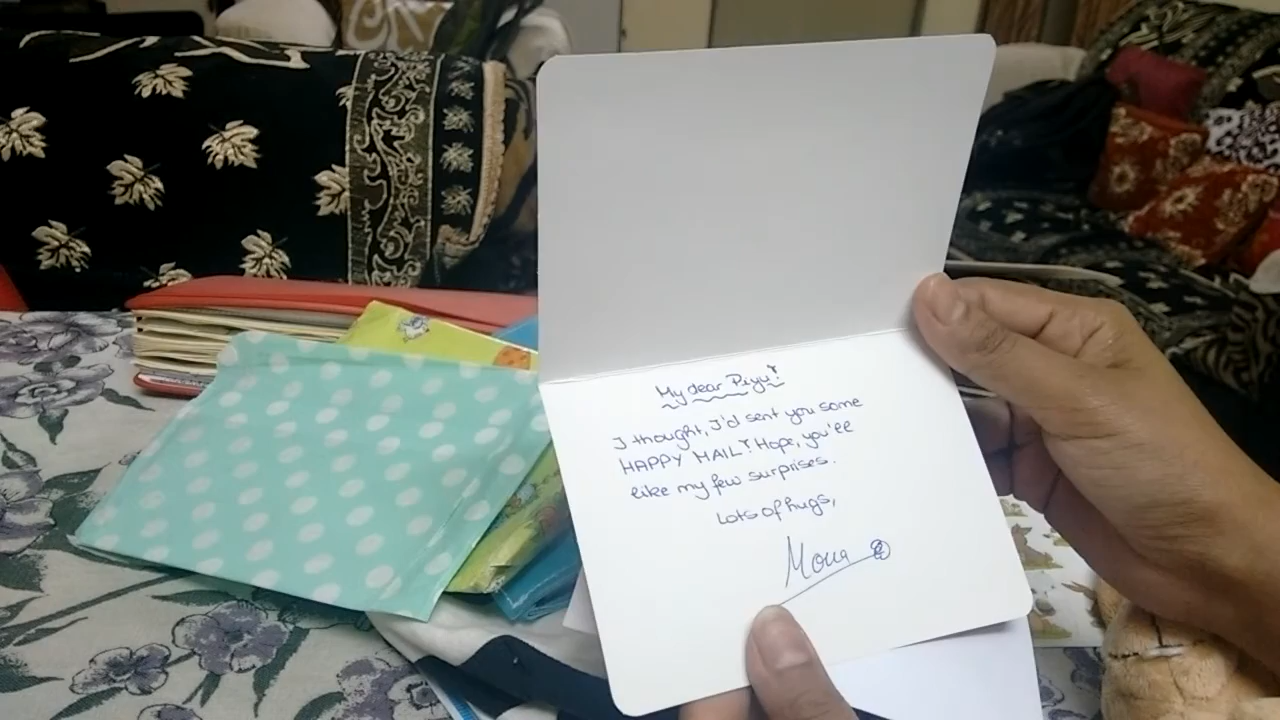 My dear Piyu
I thought, I'd sent you some
HAPPY MAIL! Hope, you'll
like my few surprises.
Lots of hugs,
Mona